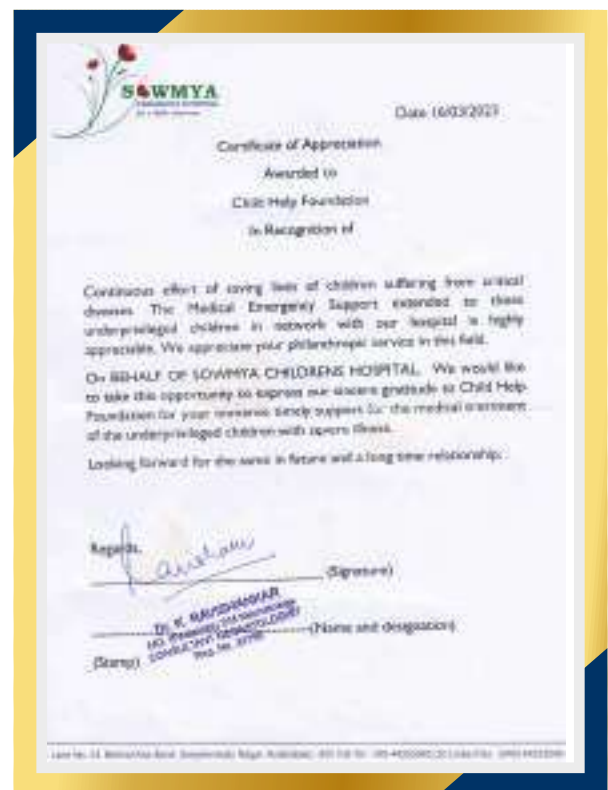 SOWMYA
Date 16/03/2023
Certificate of Appreciation
Awarded to
Child Help Foundation
In Recognition of
Continuous effort of saving lives of children suffering from critical
diseases. The Medical Emergency Support extended to these
underprivileged children in network with our hospital is highly
appreciable. We appreciate your philanthropic service in this field.
On BEHALF OF SOWMYA CHILDRENS HOSPITAL. We would like
to take this opportunity to express our sincere gratitude to Child Help
Foundation for your immense timely support for the medical treatment
of the underprivileged children with severe illness.
Looking forward for the same in future and a long time relationship.
Regards,
(Signature)
Dr. K. RAVISHANKAR
CONSULTANT NEONATOLOGIST
(Name and designation)
(Stamp)